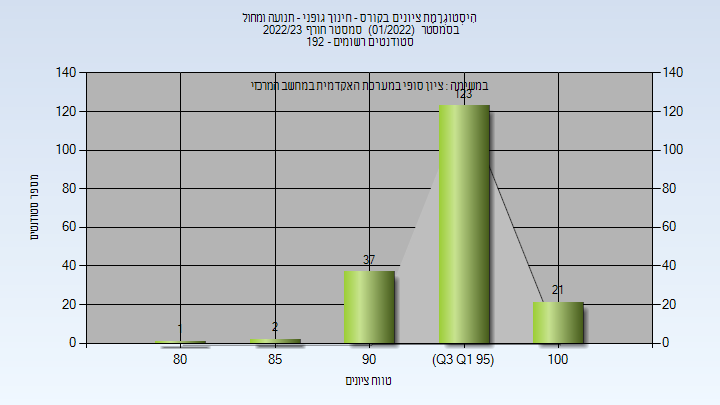 היסטוגרמת ציונים בקורס - חינוך גופני - תנועה ומחול
בסמסטר (01/2022) סמסטר חורף 2022/23
סטודנטים רשומים - 192
במשימה : ציון סופי במערכת האקדמית במחשב המרכזי
140 140
120 120
100 100
80 80
60 60
40 40
20 20
0 0
מספר סטודנטים
1 2 37 123 21
80 85 90 (Q3 Q1 95) 100
טווח ציונים